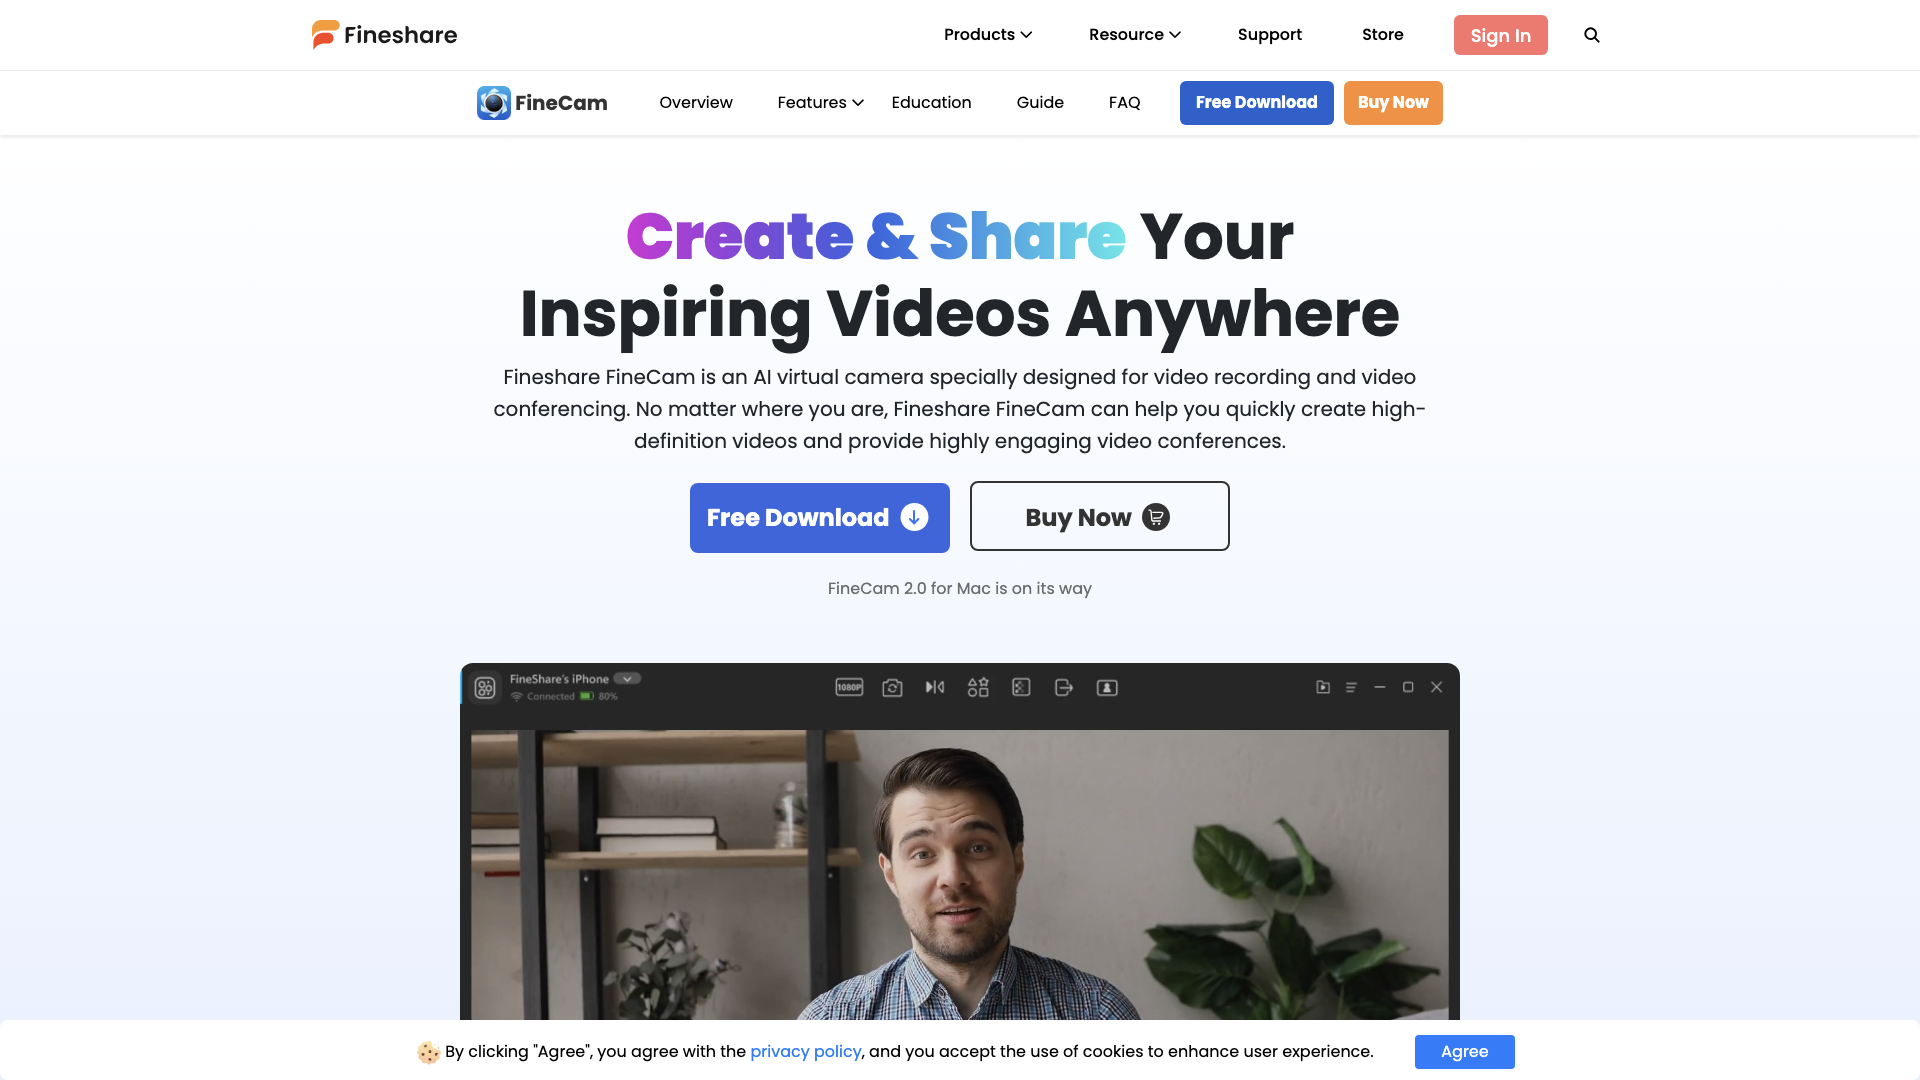 Fineshare
Products
Resource
Support
Store
Sign In
FineCam
Overview
Features
Education
Guide
FAQ
Free Download
Buy Now
Create & Share Your
Inspiring Videos Anywhere
Fineshare FineCam is an AI virtual camera specially designed for video recording and video
conferencing. No matter where you are, Fineshare FineCam can help you quickly create high-
definition videos and provide highly engaging video conferences.
Free Download
Buy Now
FineCam 2.0 for Mac is on its way
FineShare's iPhone
Connected 80%
1080P
By clicking "Agree", you agree with the privacy policy, and you accept the use of cookies to enhance user experience.
Agree